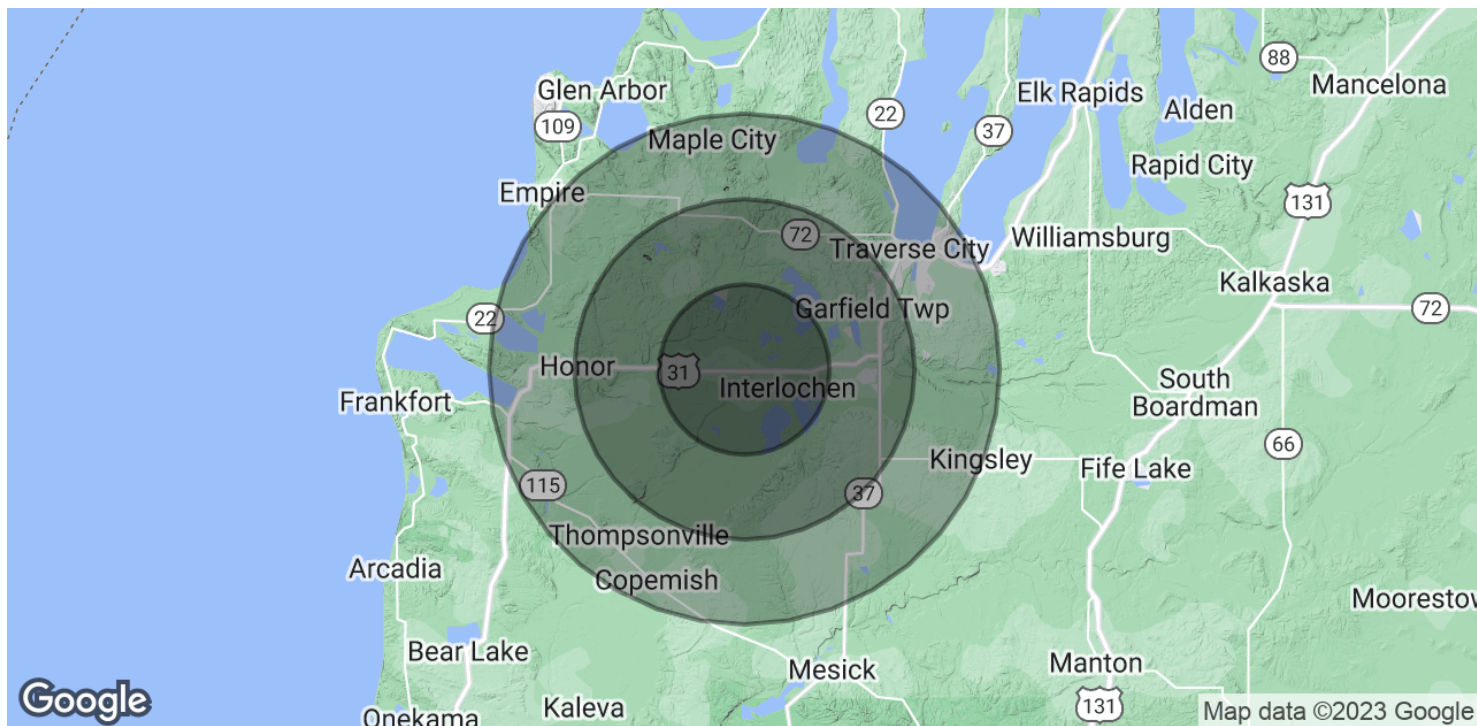 88
Mancelona
Glen Arbor
Elk Rapids
Alden
109
22
37
Maple City
Rapid City
Empire
131
72
Traverse City
Williamsburg
Kalkaska
Garfield Twp
72
22
Honor
31
Interlochen
South
Boardman
Frankfort
66
Kingsley
Fife Lake
115
37
Thompsonville
Arcadia
Copemish
Moorestow
Bear Lake
Mesick
Manton
Kaleva
131
Onekama
Google
Map data ©2023 Google